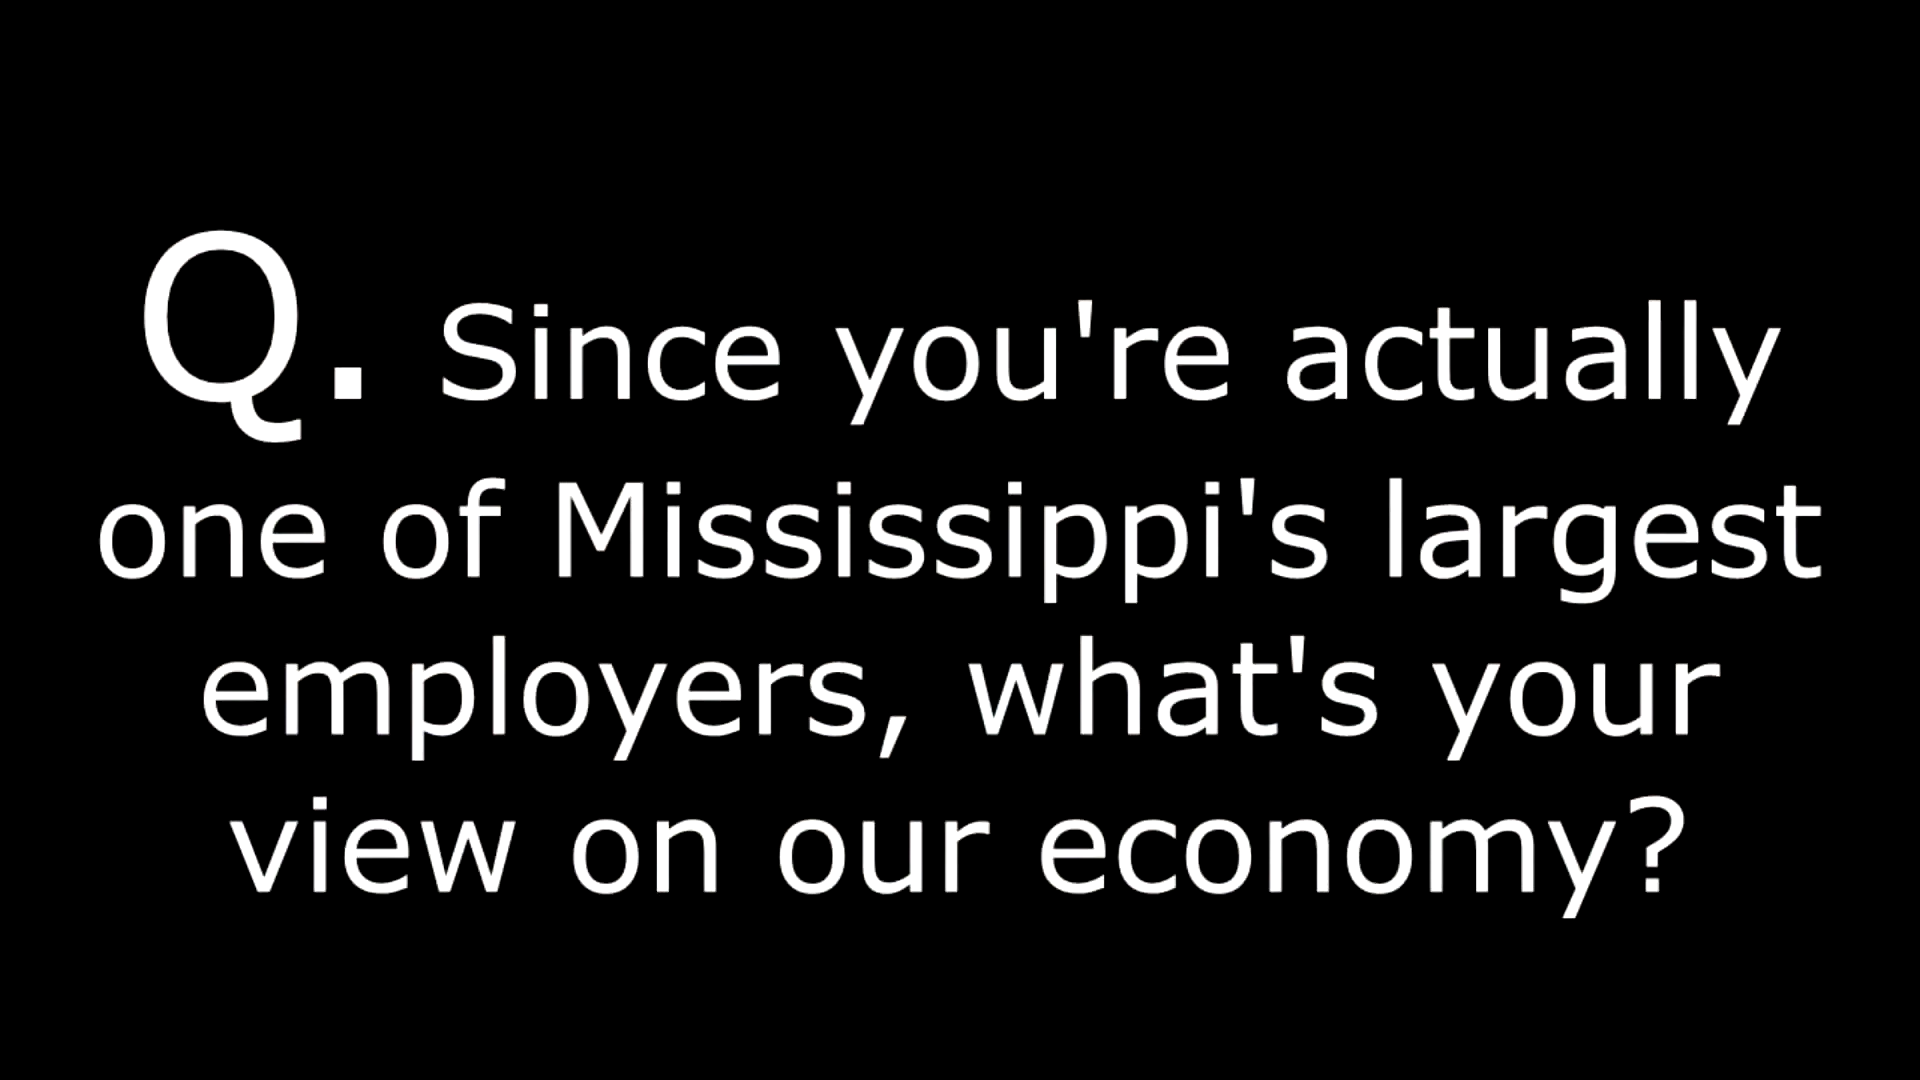 Q. Since you're actually
one of Mississippi's largest
employers, what's your
view on our economy?